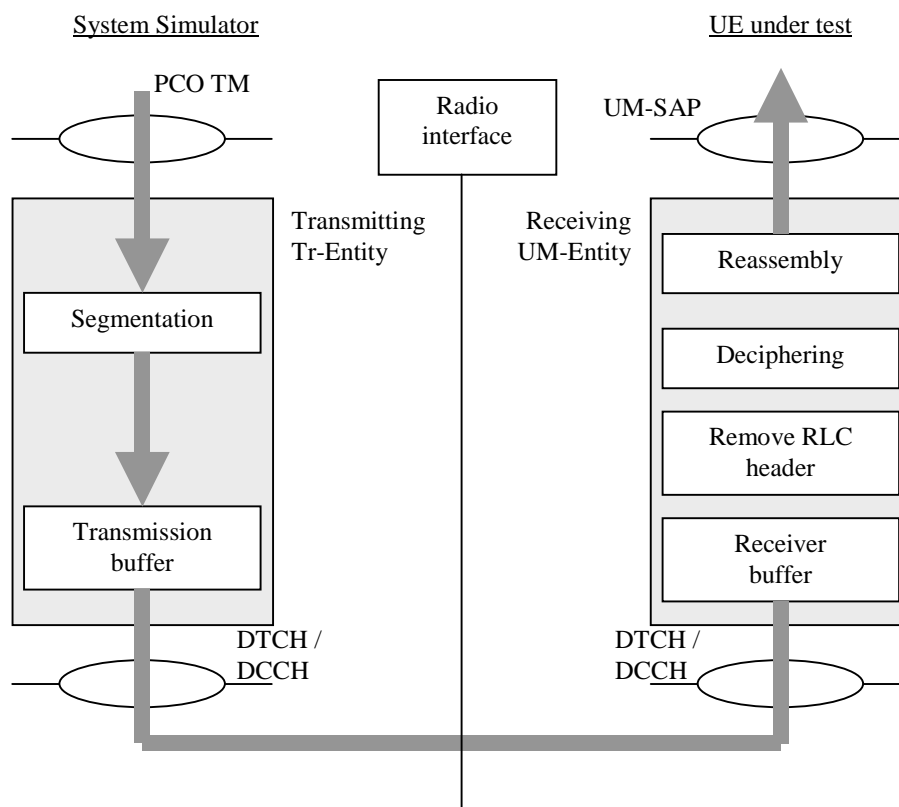 System Simulator
UE under test
PCO TM
Radio
interface
UM-SAP
Transmitting
Tr-Entity
Receiving
UM-Entity
Segmentation
Transmission
buffer
Reassembly
Deciphering
Remove RLC
header
Receiver
buffer
DTCH /
DCCH
DTCH /
DCCH